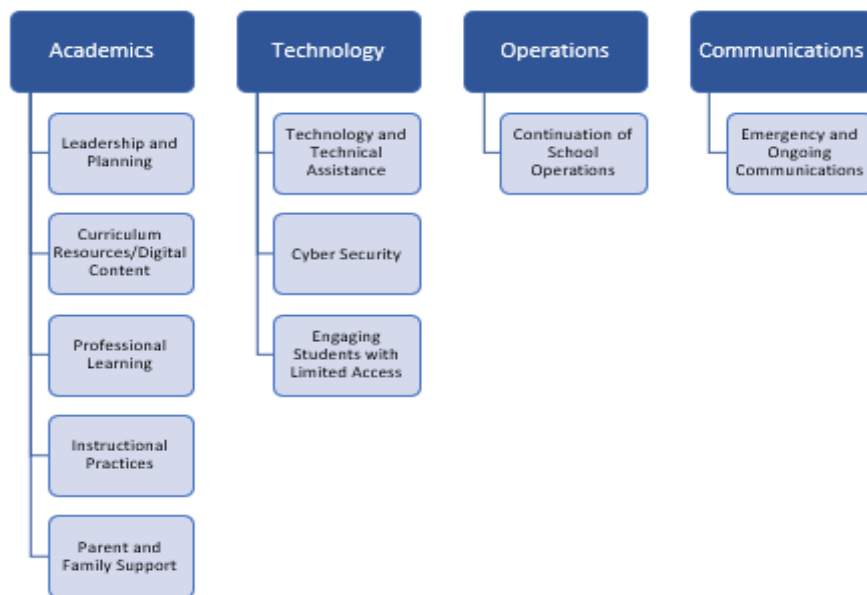 Academics
Leadership and
Planning
Curriculum
Resources/Digital
Content
Professional
Learning
Instructional
Practices
Parent and
Family Support
Technology
Technology and
Technical
Assistance
Cyber Security
Engaging
Students with
Limited Access
Operations
Continuation of
School
Operations
Communications
Emergency and
Ongoing
Communications